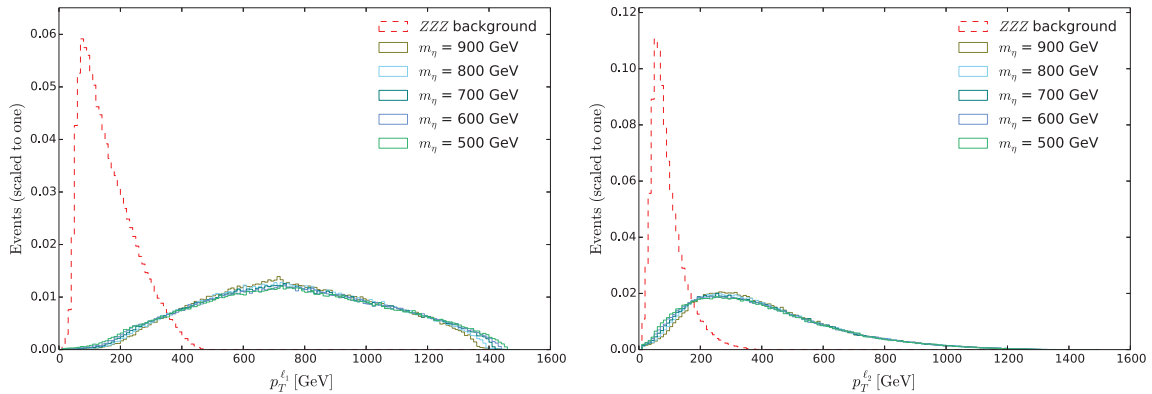 ZZZ background
m_η = 900 GeV
m_η = 800 GeV
m_η = 700 GeV
m_η = 600 GeV
m_η = 500 GeV
Events (scaled to one)
0.06
0.05
0.04
0.03
0.02
0.01
0.00
0 200 400 600 800 1000 1200 1400 1600
p_T^{ℓ_1} [GeV]
ZZZ background
m_η = 900 GeV
m_η = 800 GeV
m_η = 700 GeV
m_η = 600 GeV
m_η = 500 GeV
Events (scaled to one)
0.12
0.10
0.08
0.06
0.04
0.02
0.00
0 200 400 600 800 1000 1200 1400 1600
p_T^{ℓ_2} [GeV]